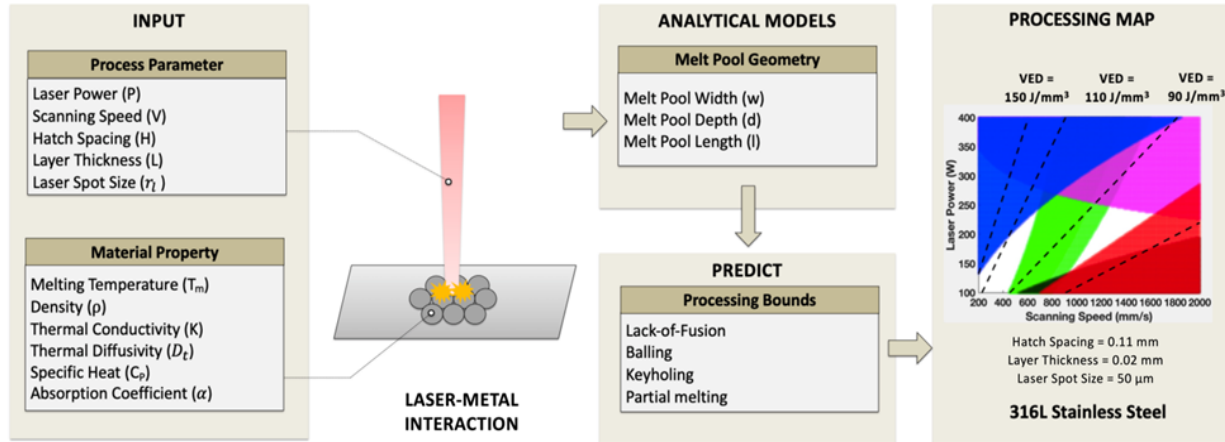 INPUT
Process Parameter
Laser Power (P)
Scanning Speed (V)
Hatch Spacing (H)
Layer Thickness (L)
Laser Spot Size (rₗ )
Material Property
Melting Temperature (Tₘ)
Density (ρ)
Thermal Conductivity (K)
Thermal Diffusivity (Dₜ)
Specific Heat (Cₚ)
Absorption Coefficient (α)
LASER-METAL
INTERACTION
ANALYTICAL MODELS
Melt Pool Geometry
Melt Pool Width (w)
Melt Pool Depth (d)
Melt Pool Length (l)
PREDICT
Processing Bounds
Lack-of-Fusion
Balling
Keyholing
Partial melting
PROCESSING MAP
VED = VED = VED =
150 J/mm³ 110 J/mm³ 90 J/mm³
Laser Power (W)
400
350
300
250
200
150
100
200 400 600 800 1000 1200 1400 1600 1800 2000
Scanning Speed (mm/s)
Hatch Spacing = 0.11 mm
Layer Thickness = 0.02 mm
Laser Spot Size = 50 μm
316L Stainless Steel